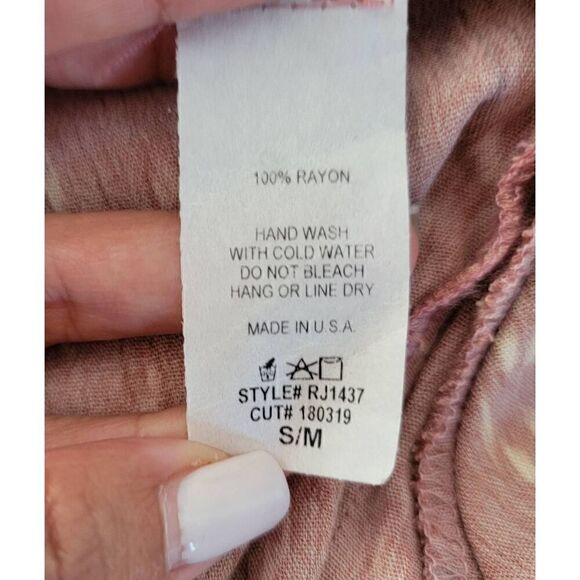 100% RAYON
HAND WASH
WITH COLD WATER
DO NOT BLEACH
HANG OR LINE DRY
MADE IN U.S.A.
STYLE# RJ1437
CUT# 180319
S/M